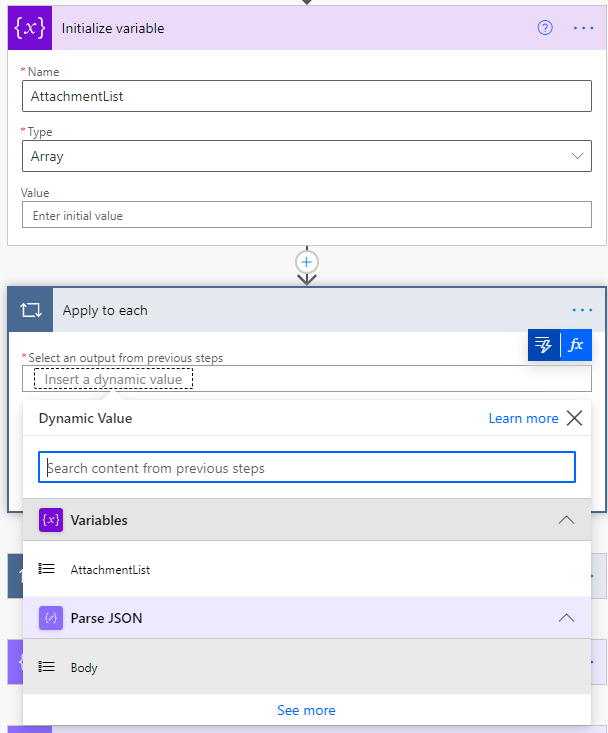 {x} Initialize variable
* Name
AttachmentList
* Type
Array
Value
Enter initial value
Apply to each
fx
* Select an output from previous steps
Insert a dynamic value
Dynamic Value Learn more
Search content from previous steps
{x} Variables
AttachmentList
Parse JSON
Body
See more